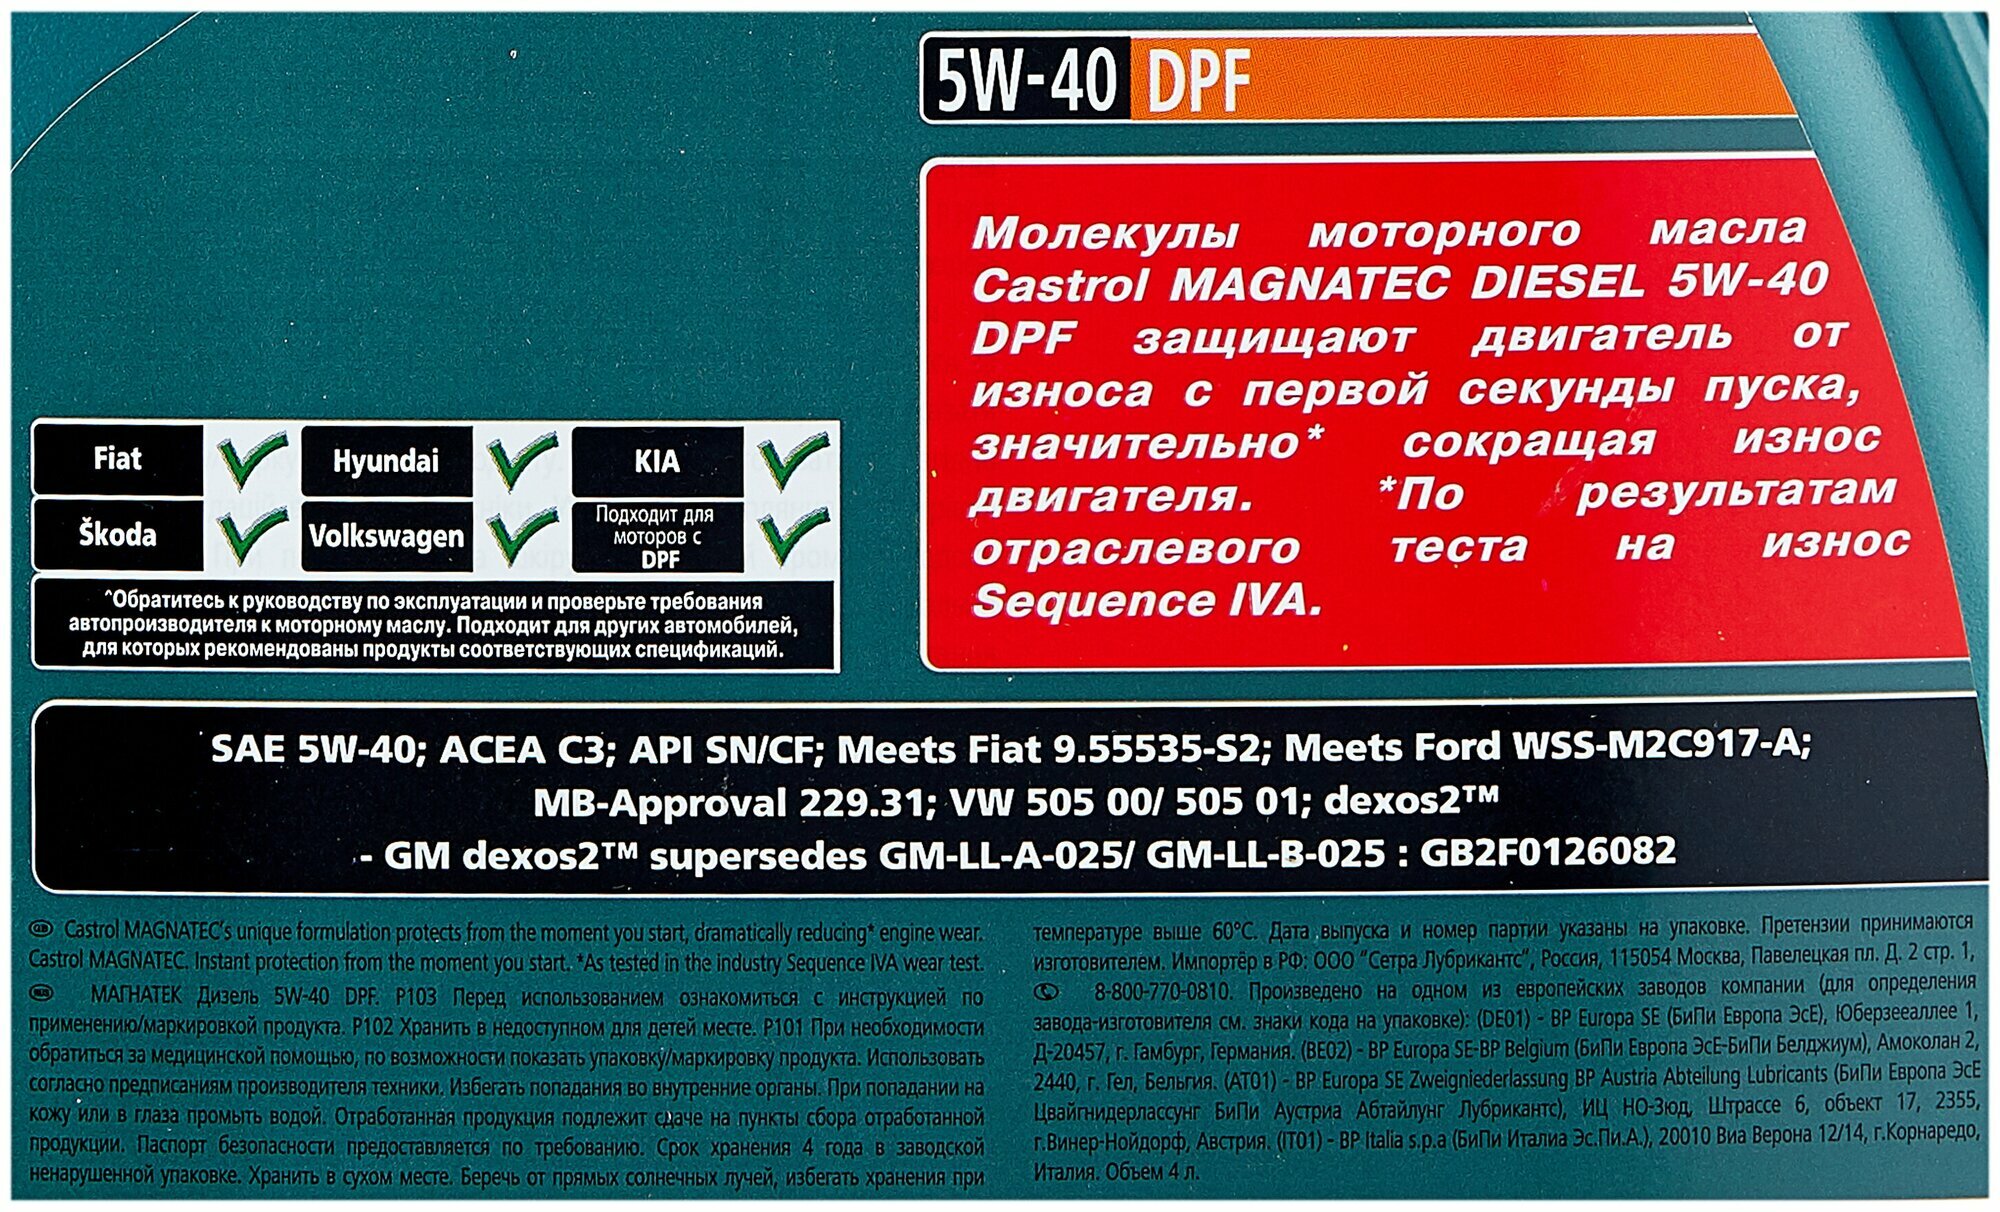 5W-40 DPF
Молекулы моторного масла
Castrol MAGNATEC DIESEL 5W-40
DPF защищают двигатель от
износа с первой секунды пуска,
значительно* сокращая износ
двигателя. *По результатам
отраслевого теста на износ
Sequence IVA.
Fiat Hyundai KIA
Škoda Volkswagen Подходит для
моторов с
DPF
^Обратитесь к руководству по эксплуатации и проверьте требования
автопроизводителя к моторному маслу. Подходит для других автомобилей,
для которых рекомендованы продукты соответствующих спецификаций.
SAE 5W-40; ACEA C3; API SN/CF; Meets Fiat 9.55535-S2; Meets Ford WSS-M2C917-A;
MB-Approval 229.31; VW 505 00/ 505 01; dexos2™
- GM dexos2™ supersedes GM-LL-A-025/ GM-LL-B-025 : GB2F0126082
GB Castrol MAGNATEC's unique formulation protects from the moment you start, dramatically reducing* engine wear.
Castrol MAGNATEC. Instant protection from the moment you start. *As tested in the industry Sequence IVA wear test.
RUS МАГНАТЕК Дизель 5W-40 DPF. P103 Перед использованием ознакомиться с инструкцией по
применению/маркировкой продукта. P102 Хранить в недоступном для детей месте. P101 При необходимости
обратиться за медицинской помощью, по возможности показать упаковку/маркировку продукта. Использовать
согласно предписаниям производителя техники. Избегать попадания во внутренние органы. При попадании на
кожу или в глаза промыть водой. Отработанная продукция подлежит сдаче на пункты сбора отработанной
продукции. Паспорт безопасности предоставляется по требованию. Срок хранения 4 года в заводской
ненарушенной упаковке. Хранить в сухом месте. Беречь от прямых солнечных лучей, избегать хранения при
температуре выше 60°C. Дата выпуска и номер партии указаны на упаковке. Претензии принимаются
изготовителем. Импортёр в РФ: ООО "Сетра Лубрикантс", Россия, 115054 Москва, Павелецкая пл. Д. 2 стр. 1,
8-800-770-0810. Произведено на одном из европейских заводов компании (для определения
завода-изготовителя см. знаки кода на упаковке): (DE01) - BP Europa SE (БиПи Европа ЭсЕ), Юберзееаллее 1,
Д-20457, г. Гамбург, Германия. (BE02) - BP Europa SE-BP Belgium (БиПи Европа ЭсЕ-БиПи Белджиум), Амоколан 2,
2440, г. Гел, Бельгия. (AT01) - BP Europa SE Zweigniederlassung BP Austria Abteilung Lubricants (БиПи Европа ЭсЕ
Цвайгнидерлассунг БиПи Аустриа Абтайлунг Лубрикантс), ИЦ НО-Зюд, Штрассе 6, объект 17, 2355,
г.Винер-Нойдорф, Австрия. (IT01) - BP Italia s.p.a (БиПи Италиа Эс.Пи.А.), 20010 Виа Верона 12/14, г.Корнаредо,
Италия. Объем 4 л.